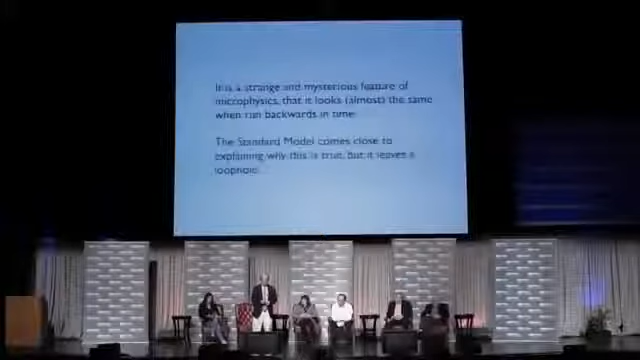 It is a strange and mysterious feature of
microphysics, that it looks (almost) the same
when run backwards in time.
The Standard Model comes close to
explaining why this is true, but it leaves a
loophole...